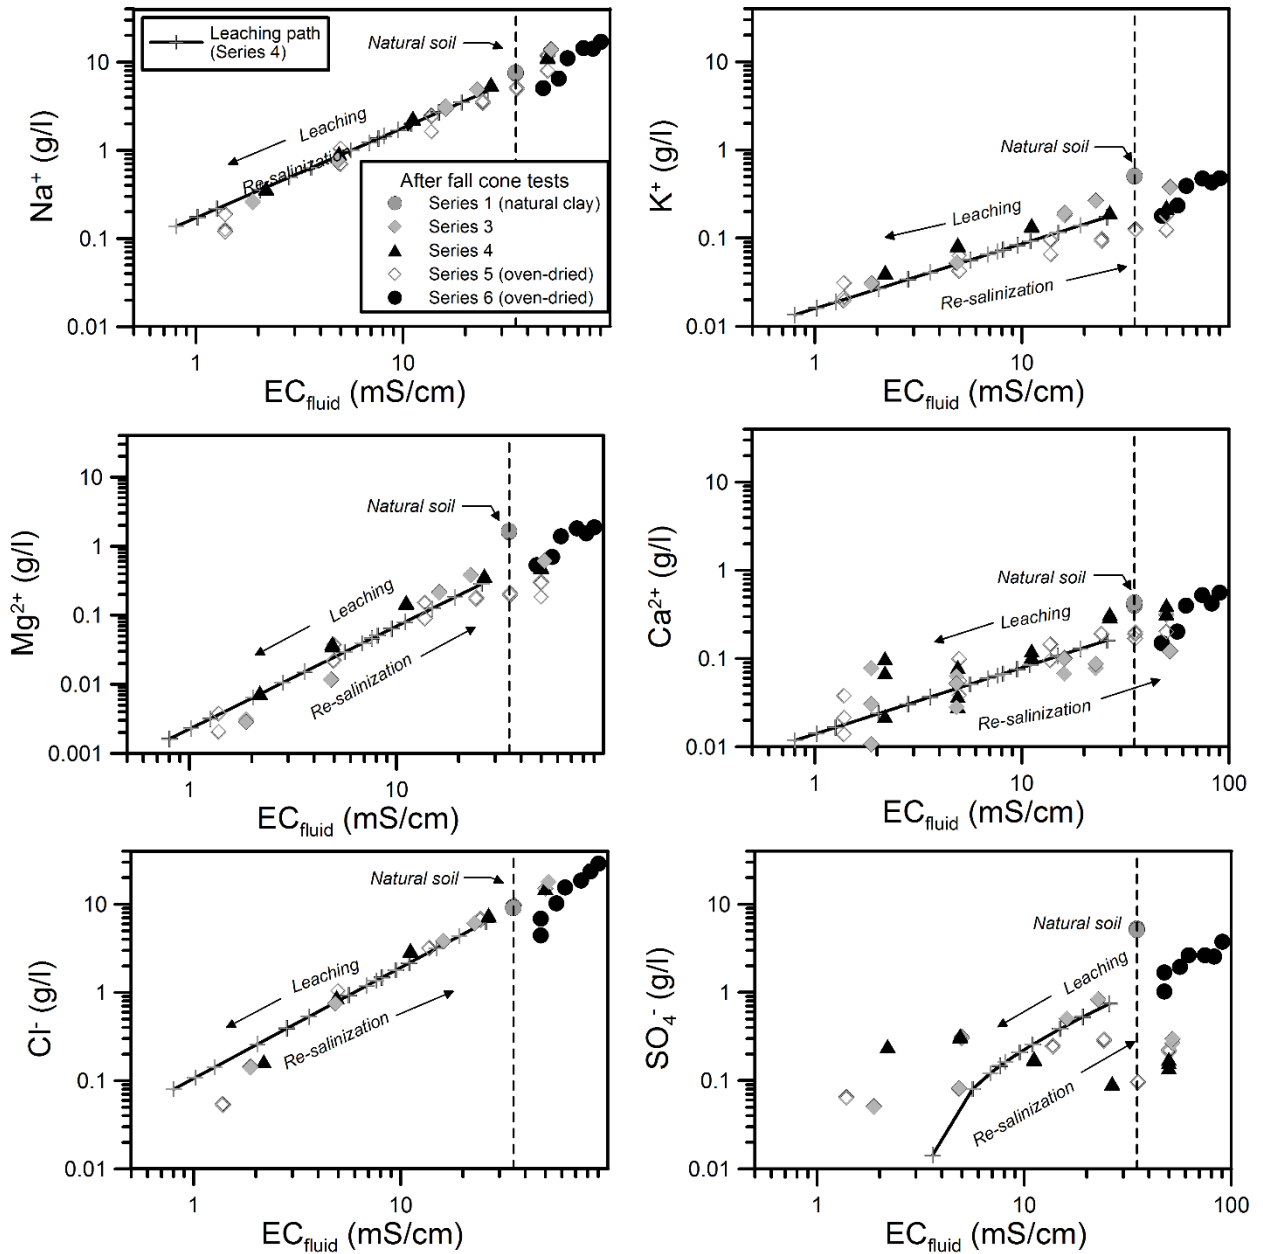 Leaching path
(Series 4)
Natural soil
Leaching
Re-salinization
After fall cone tests
Series 1 (natural clay)
Series 3
Series 4
Series 5 (oven-dried)
Series 6 (oven-dried)
10
1
0.1
0.01
Na+ (g/l)
1
10
ECfluid (mS/cm)
Natural soil
Leaching
Re-salinization
10
1
0.1
0.01
K+ (g/l)
1
10
ECfluid (mS/cm)
Natural soil
Leaching
Re-salinization
10
1
0.1
0.01
0.001
Mg2+ (g/l)
1
10
ECfluid (mS/cm)
Natural soil
Leaching
Re-salinization
10
1
0.1
0.01
Ca2+ (g/l)
1
10
100
ECfluid (mS/cm)
Natural soil
Leaching
Re-salinization
10
1
0.1
0.01
Cl- (g/l)
1
10
ECfluid (mS/cm)
Natural soil
Leaching
Re-salinization
10
1
0.1
0.01
SO4- (g/l)
1
10
100
ECfluid (mS/cm)